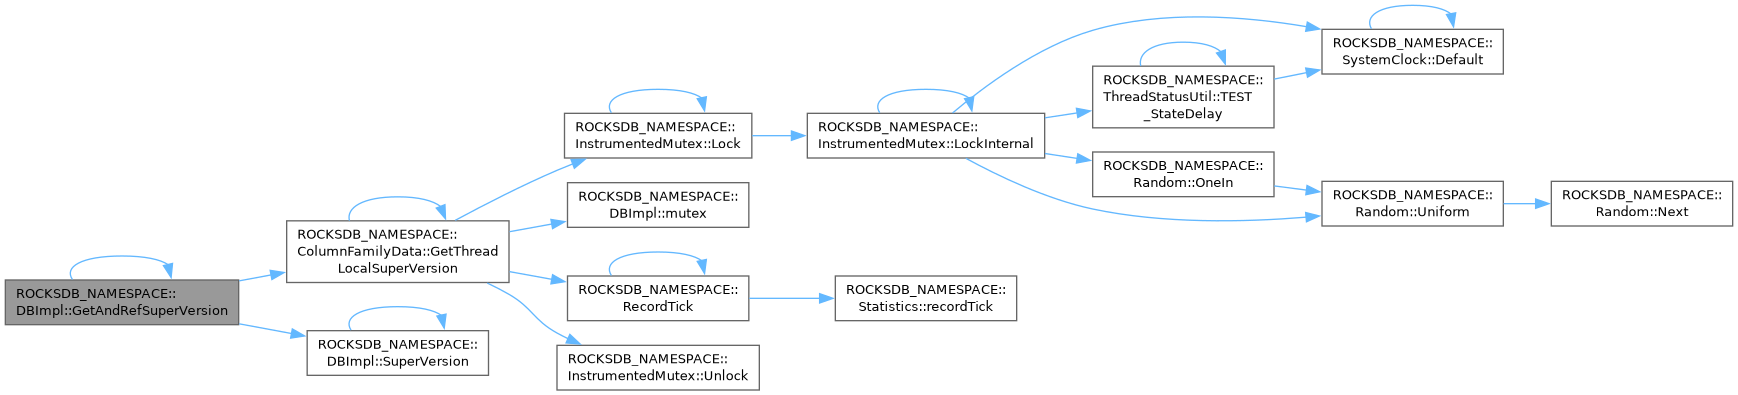 ROCKSDB_NAMESPACE::
DBImpl::GetAndRefSuperVersion
ROCKSDB_NAMESPACE::
ColumnFamilyData::GetThread
LocalSuperVersion
ROCKSDB_NAMESPACE::
DBImpl::SuperVersion
ROCKSDB_NAMESPACE::
InstrumentedMutex::Lock
ROCKSDB_NAMESPACE::
DBImpl::mutex
ROCKSDB_NAMESPACE::
RecordTick
ROCKSDB_NAMESPACE::
InstrumentedMutex::Unlock
ROCKSDB_NAMESPACE::
InstrumentedMutex::LockInternal
ROCKSDB_NAMESPACE::
Statistics::recordTick
ROCKSDB_NAMESPACE::
ThreadStatusUtil::TEST
_StateDelay
ROCKSDB_NAMESPACE::
Random::OneIn
ROCKSDB_NAMESPACE::
SystemClock::Default
ROCKSDB_NAMESPACE::
Random::Uniform
ROCKSDB_NAMESPACE::
Random::Next